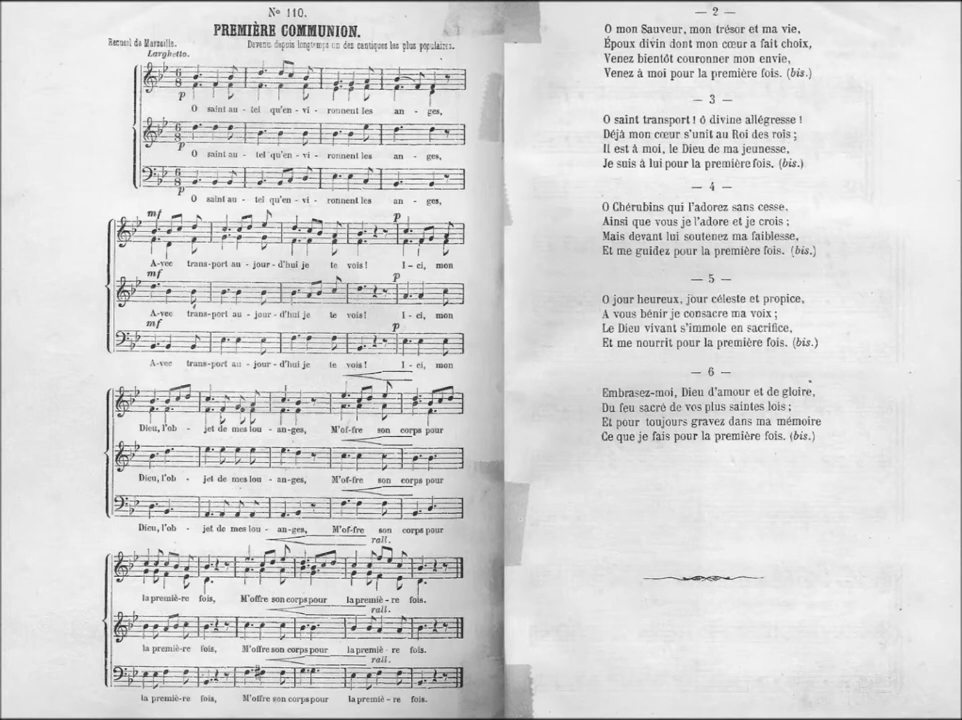 No 110.
PREMIÈRE COMMUNION.
Recueil de Marseille. Devenu depuis longtemps un des cantiques les plus populaires.
Larghetto.
p
O saint au - tel qu'en - vi - ronnent les an - ges,
p
O saint au - tel qu'en - vi - ronnent les an - ges,
p
O saint au - tel qu'en - vi - ronnent les an - ges,
mf p
A-vec trans-port au - jour-d'hui je te vois! I - ci, mon
mf p
A-vec trans-port au - jour-d'hui je te vois! I - ci, mon
mf p
A-vec trans-port au - jour-d'hui je te vois! I - ci, mon
Dieu, l'ob - jet de mes lou - an-ges, M'of-fre son corps pour
Dieu, l'ob - jet de mes lou - an-ges, M'of-fre son corps pour
Dieu, l'ob - jet de mes lou - an-ges, M'of-fre son corps pour
rall.
la premiè-re fois, M'offre son corps pour la premiè - re fois.
rall.
la premiè-re fois, M'offre son corps pour la premiè - re fois.
rall.
la premiè-re fois, M'offre son corps pour la premiè - re fois.
— 2 —
O mon Sauveur, mon trésor et ma vie,
Époux divin dont mon cœur a fait choix,
Venez bientôt couronner mon envie,
Venez à moi pour la première fois. (bis.)
— 3 —
O saint transport ! ô divine allégresse !
Déjà mon cœur s'unit au Roi des rois ;
Il est à moi, le Dieu de ma jeunesse,
Je suis à lui pour la première fois. (bis.)
— 4 —
O Chérubins qui l'adorez sans cesse,
Ainsi que vous je l'adore et je crois ;
Mais devant lui soutenez ma faiblesse,
Et me guidez pour la première fois. (bis.)
— 5 —
O jour heureux, jour céleste et propice,
A vous bénir je consacre ma voix ;
Le Dieu vivant s'immole en sacrifice,
Et me nourrit pour la première fois. (bis.)
— 6 —
Embrasez-moi, Dieu d'amour et de gloire,
Du feu sacré de vos plus saintes lois ;
Et pour toujours gravez dans ma mémoire
Ce que je fais pour la première fois. (bis.)